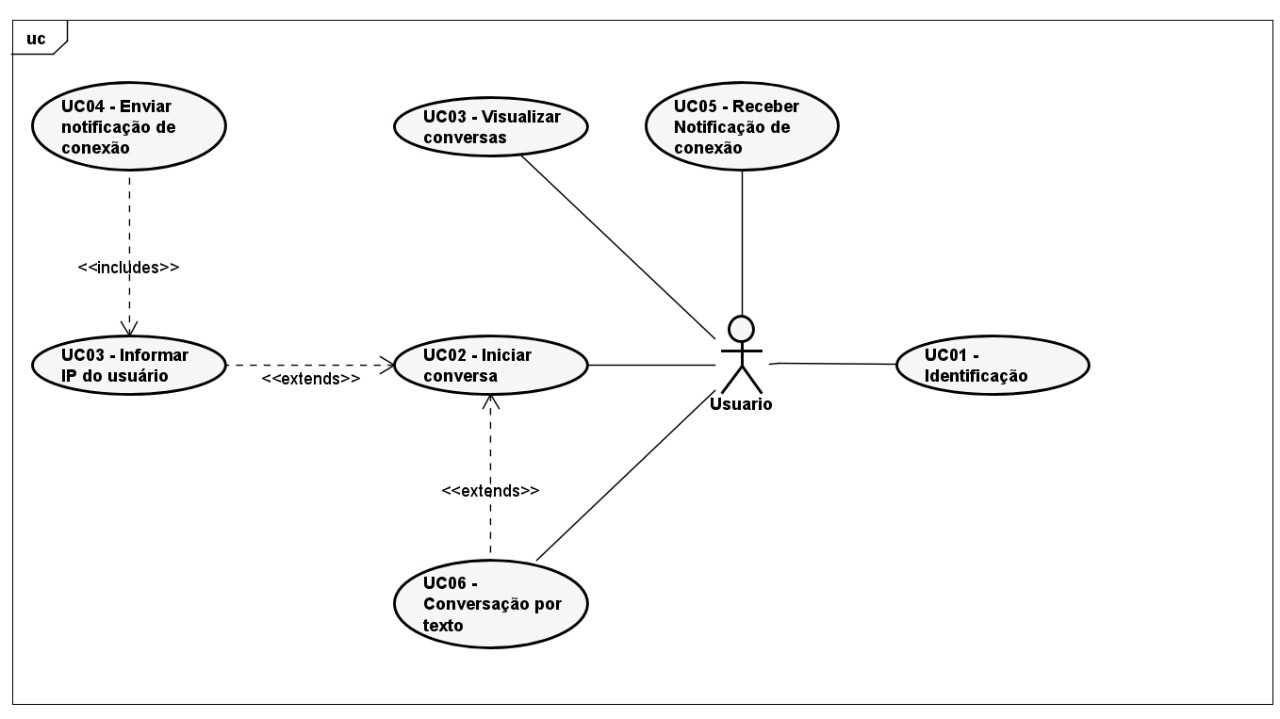 uc
UC04 - Enviar
notificação de
conexão
UC03 - Visualizar
conversas
UC05 - Receber
Notificação de
conexão
<<includes>>
UC03 - Informar
IP do usuário
<<extends>>
UC02 - Iniciar
conversa
Usuario
UC01 -
Identificação
<<extends>>
UC06 -
Conversação por
texto